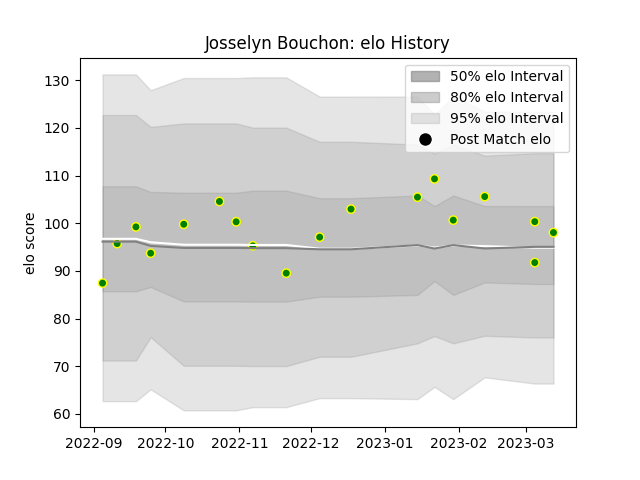 Josselyn Bouchon: elo History
50% elo Interval
80% elo Interval
95% elo Interval
Post Match elo
elo score
130
120
110
100
90
80
70
60
2022-09 2022-10 2022-11 2022-12 2023-01 2023-02 2023-03